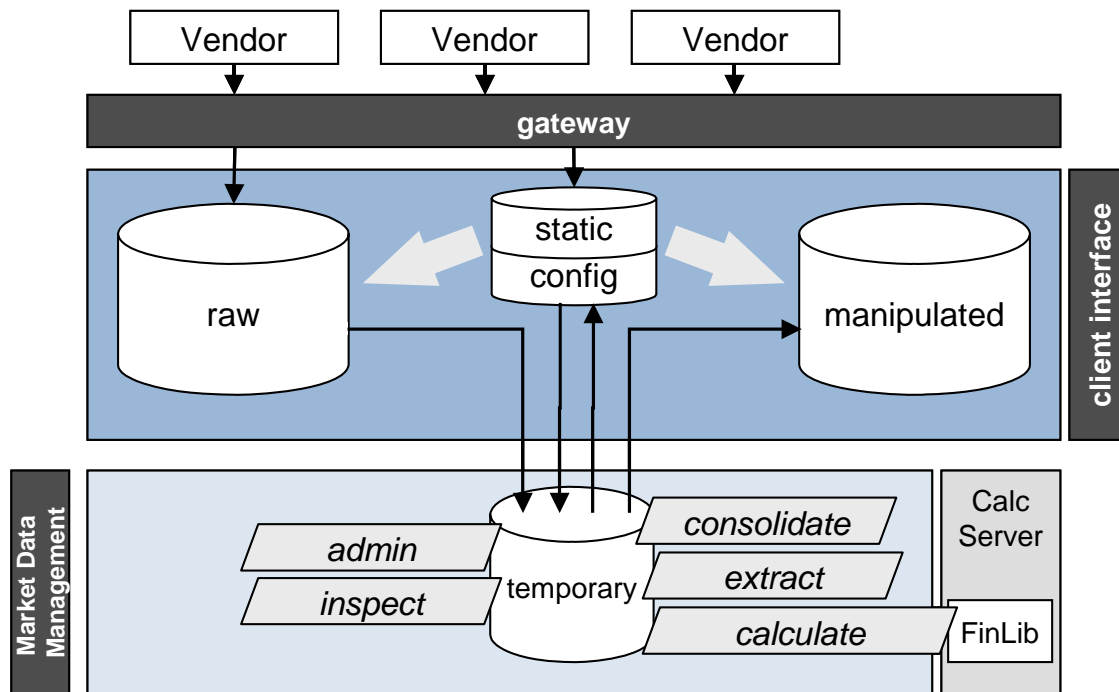 Vendor
Vendor
Vendor
gateway
static
config
raw
manipulated
client interface
Market Data
Management
admin
inspect
temporary
consolidate
extract
calculate
Calc
Server
FinLib